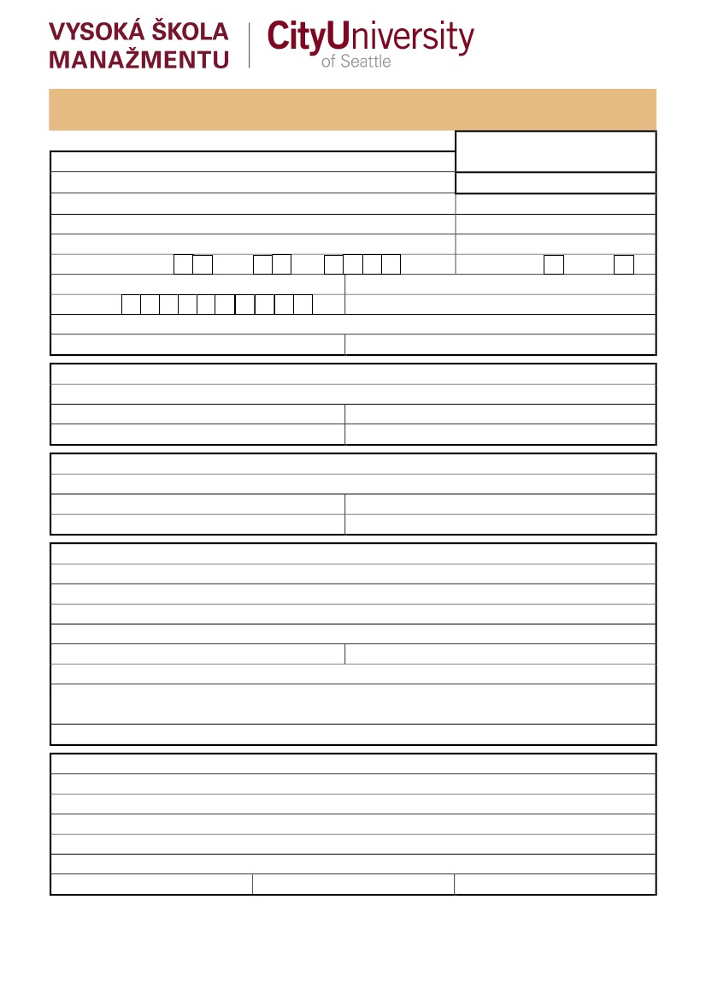 VYSOKÁ ŠKOLA
MANAŽMENTU
CityUniversity
of Seattle